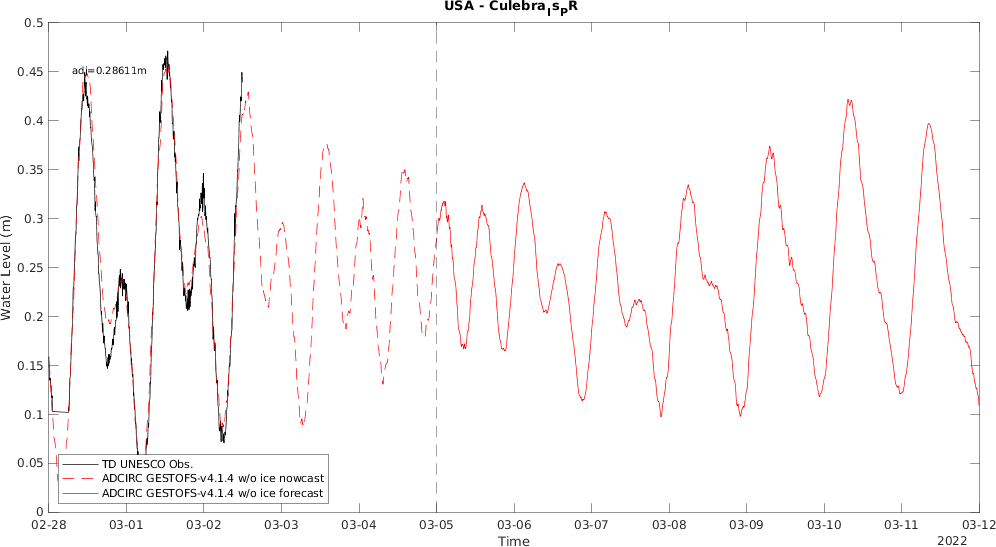 USA - CulebraIsPR
adj=0.28611m
Water Level (m)
0.5
0.45
0.4
0.35
0.3
0.25
0.2
0.15
0.1
0.05
0
TD UNESCO Obs.
ADCIRC GESTOFS-v4.1.4 w/o ice nowcast
ADCIRC GESTOFS-v4.1.4 w/o ice forecast
02-28 03-01 03-02 03-03 03-04 03-05 03-06 03-07 03-08 03-09 03-10 03-11 03-12
Time
2022